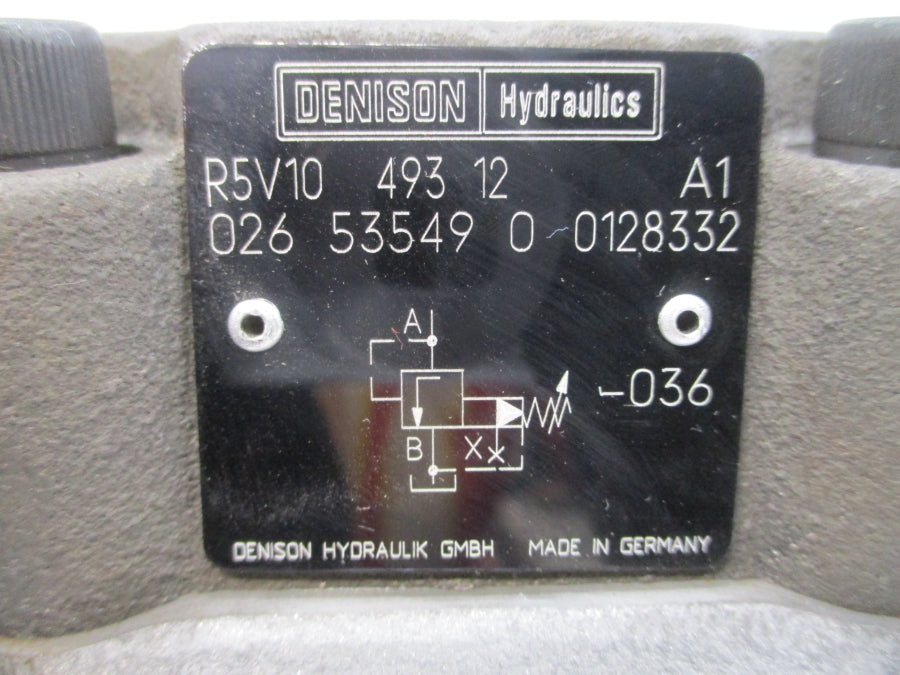 DENISON Hydraulics
R5V10 493 12 A1
026 53549 0 0128332
A
-036
B X
DENISON HYDRAULIK GMBH MADE IN GERMANY